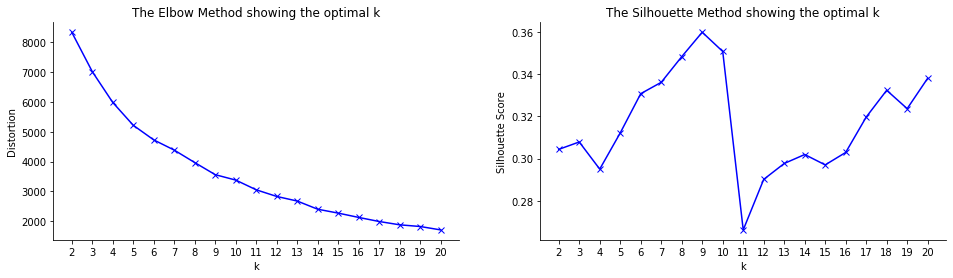 The Elbow Method showing the optimal k
8000
7000
6000
5000
4000
3000
2000
Distortion
2 3 4 5 6 7 8 9 10 11 12 13 14 15 16 17 18 19 20
k
The Silhouette Method showing the optimal k
0.36
0.34
0.32
0.30
0.28
Silhouette Score
2 3 4 5 6 7 8 9 10 11 12 13 14 15 16 17 18 19 20
k